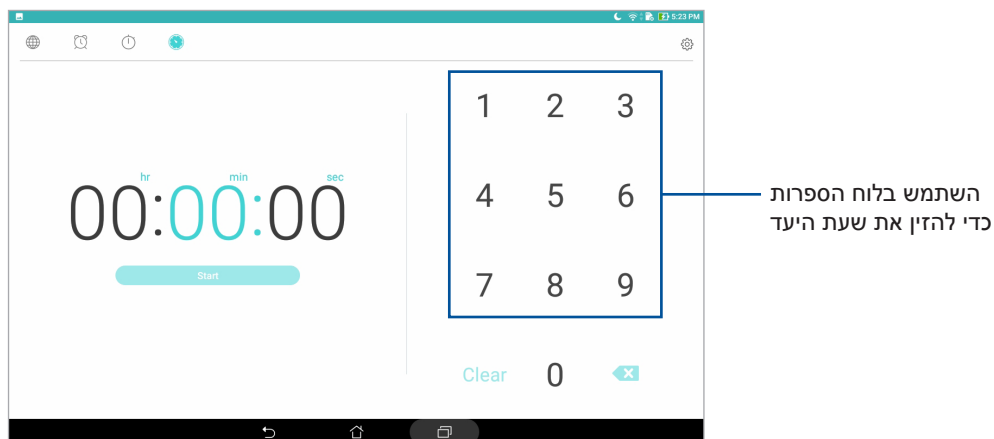 5:23 PM
1 2 3
hr min sec
00:00:00
4 5 6
השתמש בלוח הספרות
כדי להזין את שעת היעד
Start
7 8 9
Clear 0